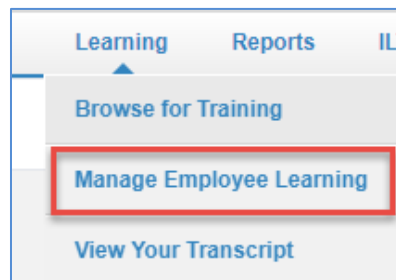 Learning Reports IL
Browse for Training
Manage Employee Learning
View Your Transcript